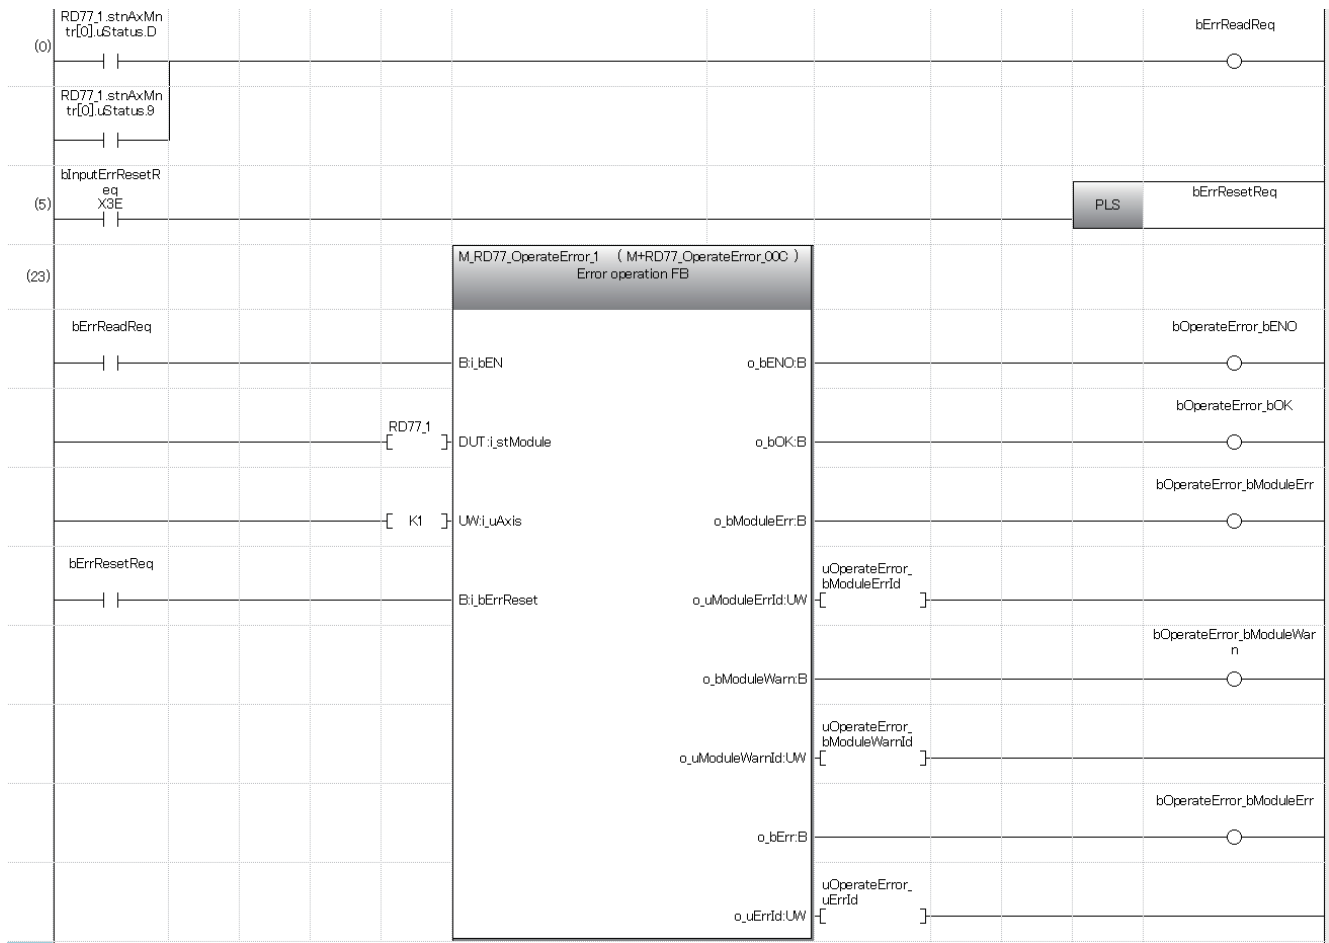 RD77_1.stnAxMn
tr[0].uStatus.D
bErrReadReq
(0)
RD77_1.stnAxMn
tr[0].uStatus.9
bInputErrResetR
eq
X3E
(5)
PLS
bErrResetReq
M_RD77_OperateError_1 ( M+RD77_OperateError_00C )
Error operation FB
(23)
bErrReadReq
bOperateError_bENO
B:i_bEN
o_bENO:B
bOperateError_bOK
RD77_1
DUT:i_stModule
o_bOK:B
bOperateError_bModuleErr
K1
UW:i_uAxis
o_bModuleErr:B
bErrResetReq
uOperateError_
bModuleErrId
B:i_bErrReset
o_uModuleErrId:UW
bOperateError_bModuleWar
n
o_bModuleWarn:B
uOperateError_
bModuleWarnId
o_uModuleWarnId:UW
bOperateError_bModuleErr
o_bErr:B
uOperateError_
uErrId
o_uErrId:UW